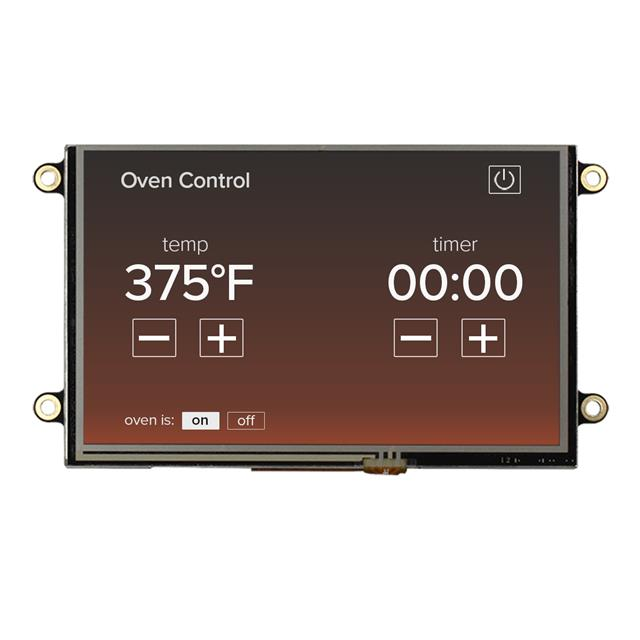 Oven Control
temp
timer
375°F
00:00
− + − +
oven is: on off